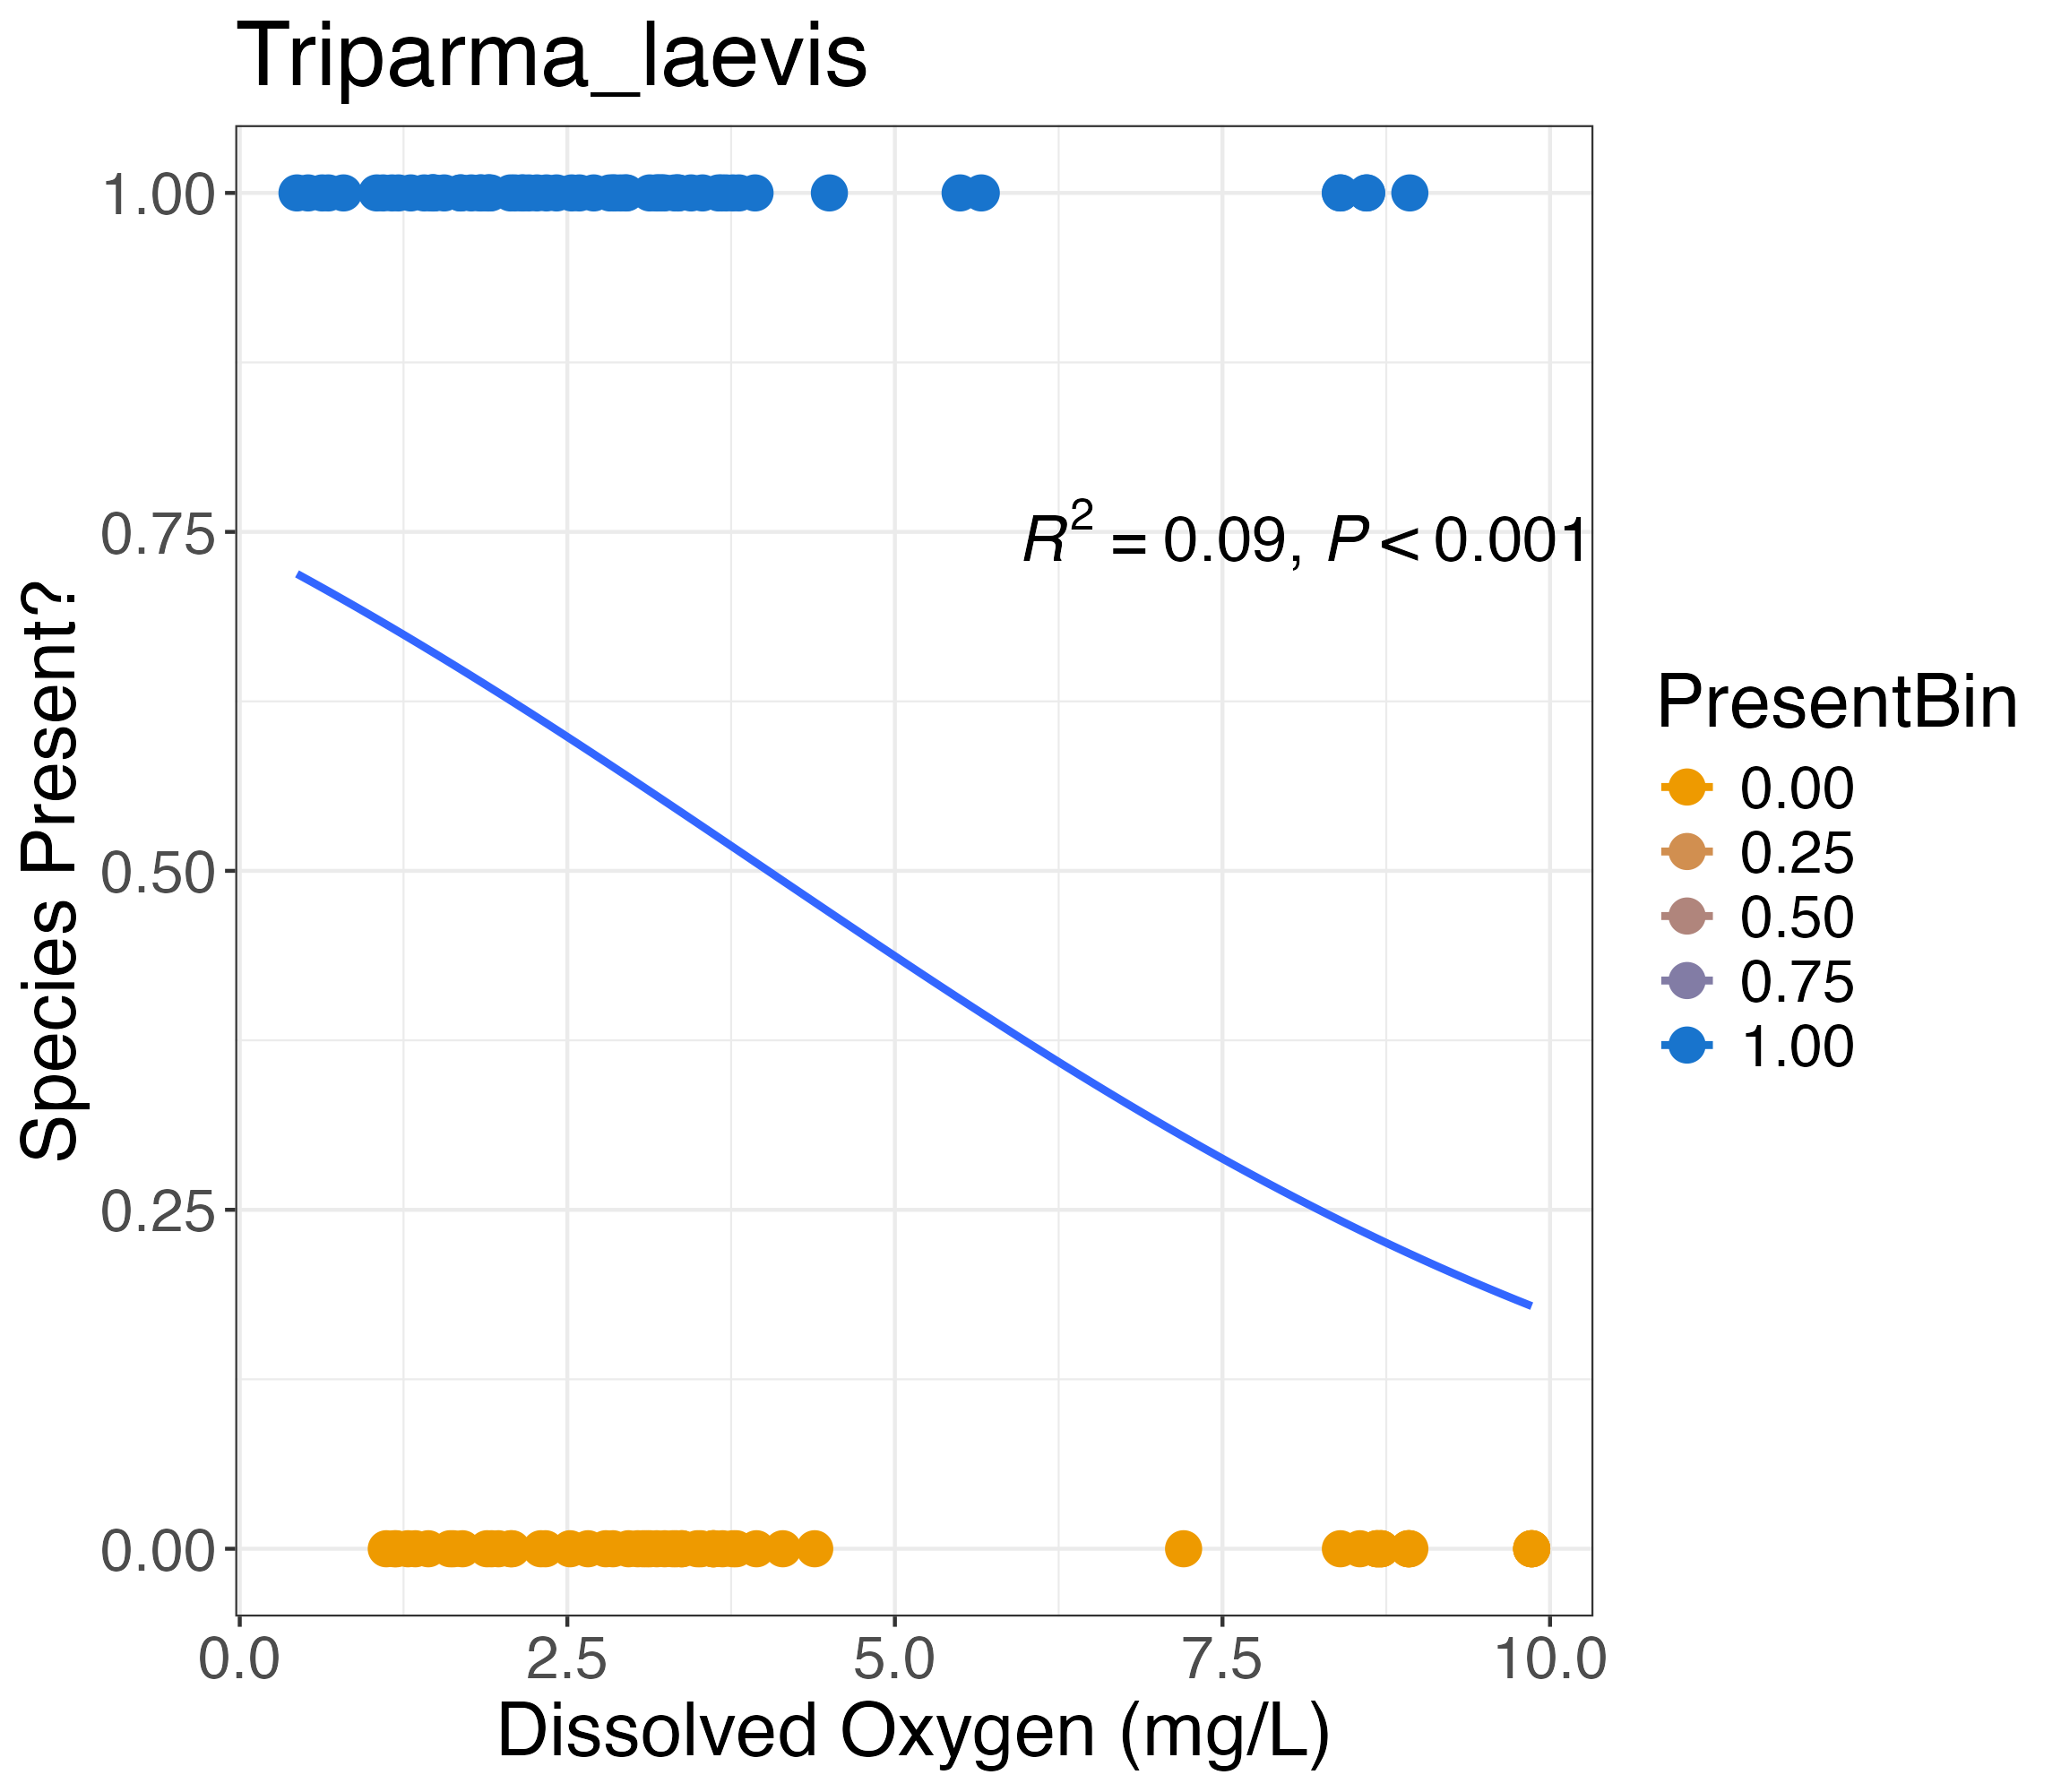 Triparma_laevis
1.00
0.75
0.50
0.25
0.00
Species Present?
R² = 0.09, P < 0.001
0.0 2.5 5.0 7.5 10.0
Dissolved Oxygen (mg/L)
PresentBin
0.00
0.25
0.50
0.75
1.00